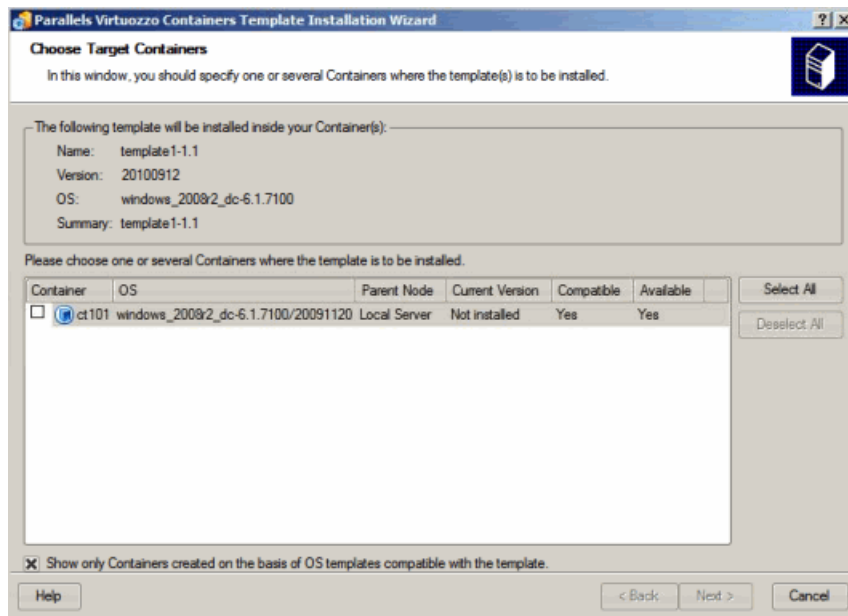 Parallels Virtuozzo Containers Template Installation Wizard
Choose Target Containers
In this window, you should specify one or several Containers where the template(s) is to be installed.
The following template will be installed inside your Container(s):
Name: template1-1.1
Version: 20100912
OS: windows_2008r2_dc-6.1.7100
Summary: template1-1.1
Please choose one or several Containers where the template is to be installed.
Container OS Parent Node Current Version Compatible Available
ct101 windows_2008r2_dc-6.1.7100/20091120 Local Server Not installed Yes Yes
Select All
Deselect All
Show only Containers created on the basis of OS templates compatible with the template.
Help < Back Next > Cancel